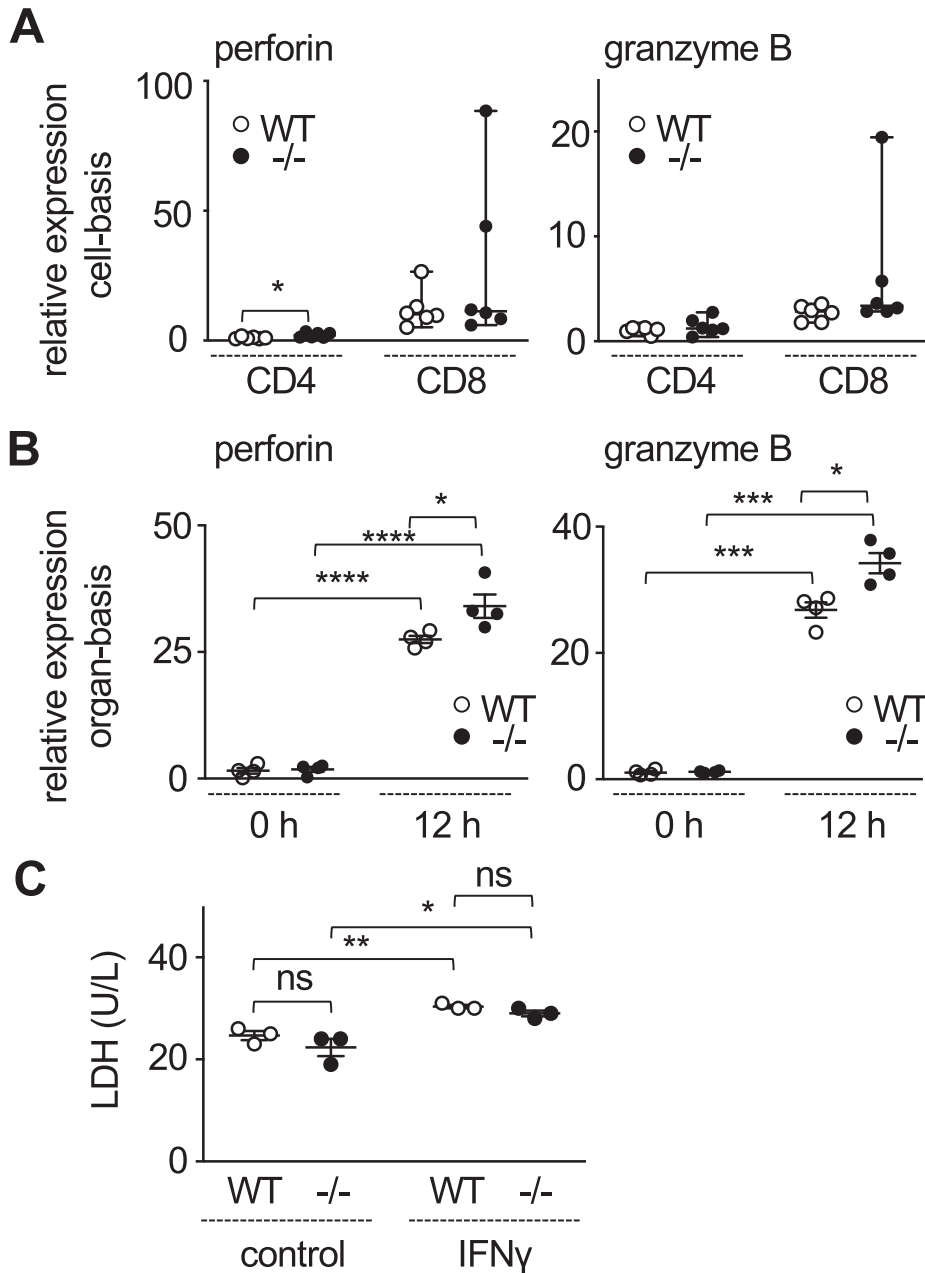 A
perforin
granzyme B
relative expression
cell-basis
100
50
0
WT
-/-
*
CD4
CD8
20
10
0
WT
-/-
CD4
CD8
B
perforin
granzyme B
relative expression
organ-basis
50
25
0
*
****
****
WT
-/-
0 h
12 h
40
20
0
*
***
***
WT
-/-
0 h
12 h
C
LDH (U/L)
40
20
0
ns
*
**
ns
WT
-/-
WT
-/-
control
IFNγ